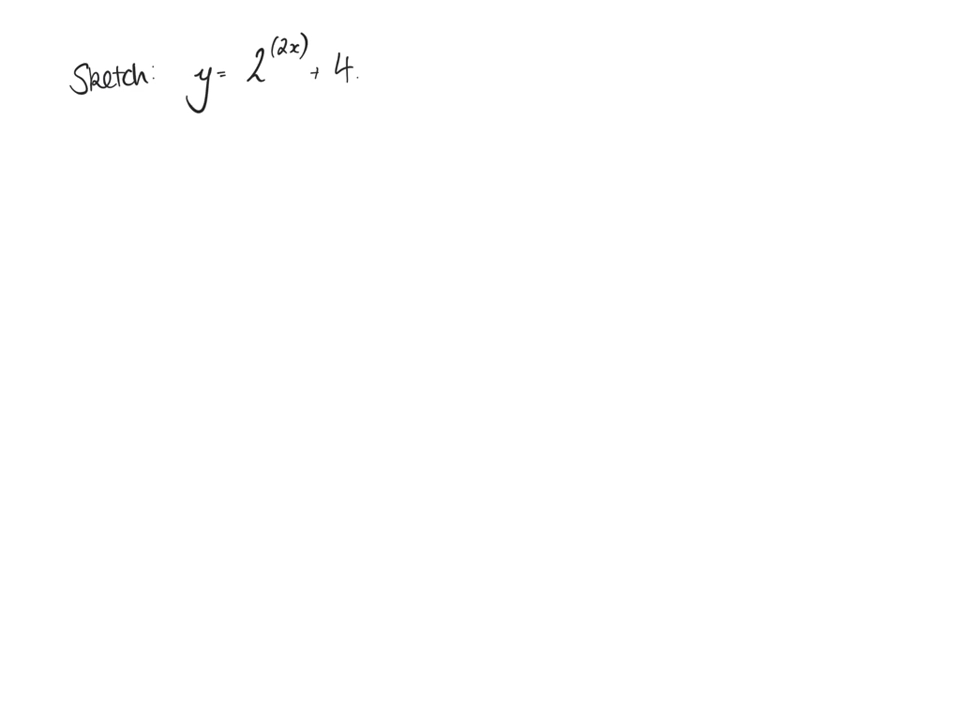 Sketch: y = 2^(2x) + 4.